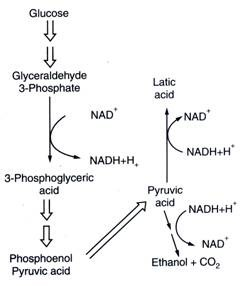 Glucose
Glyceraldehyde
3-Phosphate
NAD+
NADH+H+
3-Phosphoglyceric
acid
Phosphoenol
Pyruvic acid
Latic
acid
NAD+
NADH+H+
Pyruvic
acid
NADH+H+
NAD+
Ethanol + CO2